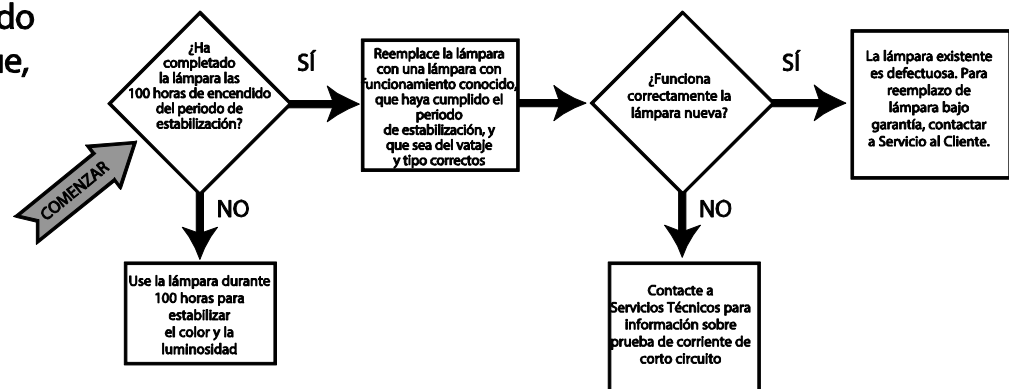 do
ue,
COMENZAR
¿Ha
completado
la lámpara las
100 horas de encendido
del periodo de
estabilización?
SÍ
NO
Use la lámpara durante
100 horas para
estabilizar
el color y la
luminosidad
Reemplace la lámpara
con una lámpara con
funcionamiento conocido,
que haya cumplido el
periodo
de estabilización, y
que sea del vataje
y tipo correctos
¿Funciona
correctamente la
lámpara nueva?
SÍ
NO
Contacte a
Servicios Técnicos para
información sobre
prueba de corriente de
corto circuito
La lámpara existente
es defectuosa. Para
reemplazo de
lámpara bajo
garantía, contactar
a Servicio al Cliente.